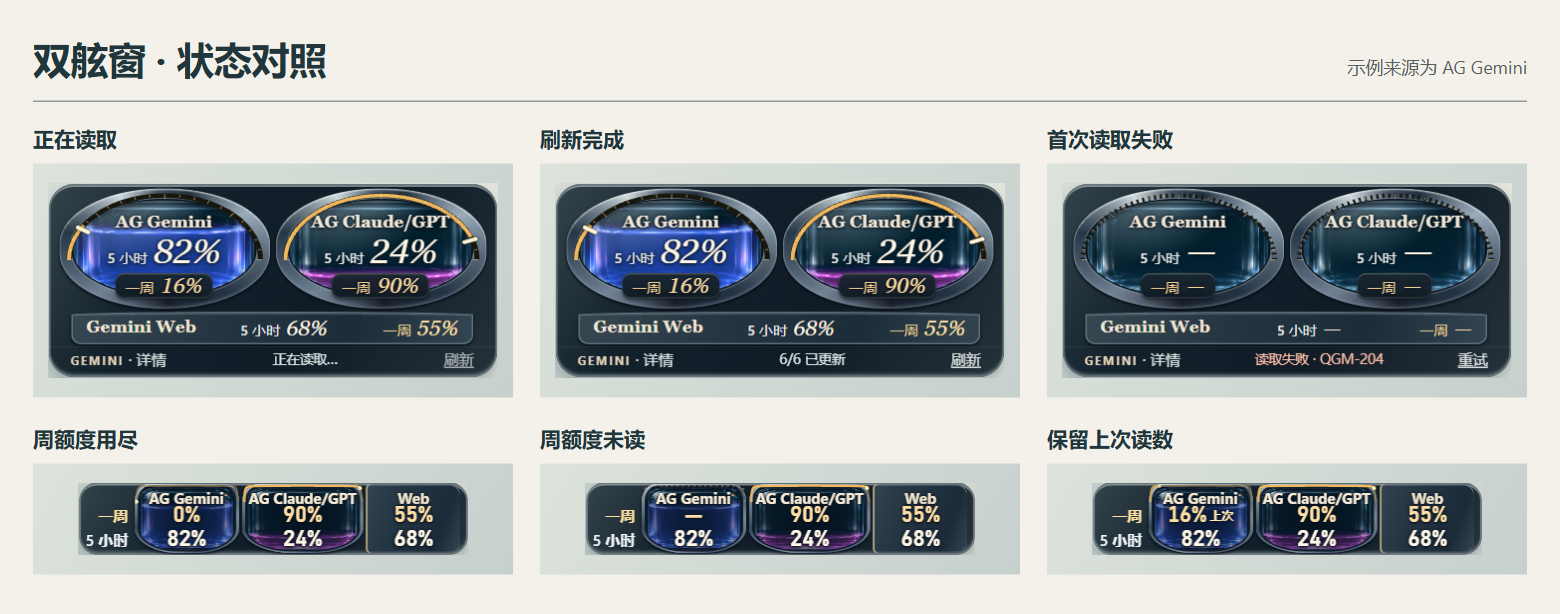 双舷窗 · 状态对照
示例来源为 AG Gemini
正在读取
刷新完成
首次读取失败
AG Gemini
5 小时 82%
一周 16%
AG Claude/GPT
5 小时 24%
一周 90%
Gemini Web 5 小时 68% 一周 55%
GEMINI · 详情 正在读取... 刷新
AG Gemini
5 小时 82%
一周 16%
AG Claude/GPT
5 小时 24%
一周 90%
Gemini Web 5 小时 68% 一周 55%
GEMINI · 详情 6/6 已更新 刷新
AG Gemini
5 小时 —
一周 —
AG Claude/GPT
5 小时 —
一周 —
Gemini Web 5 小时 — 一周 —
GEMINI · 详情 读取失败 · QGM-204 重试
周额度用尽
周额度未读
保留上次读数
AG Gemini AG Claude/GPT Web
一周 0% 90% 55%
5 小时 82% 24% 68%
AG Gemini AG Claude/GPT Web
一周 — 90% 55%
5 小时 82% 24% 68%
AG Gemini AG Claude/GPT Web
一周 16% 上次 90% 55%
5 小时 82% 24% 68%